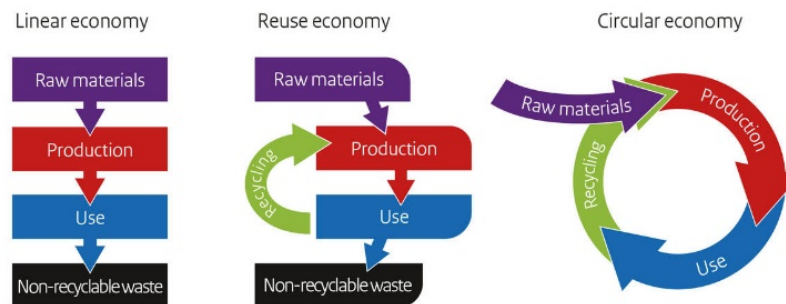 Linear economy
Raw materials
Production
Use
Non-recyclable waste
Reuse economy
Raw materials
Production
Recycling
Use
Non-recyclable waste
Circular economy
Raw materials
Production
Recycling
Use